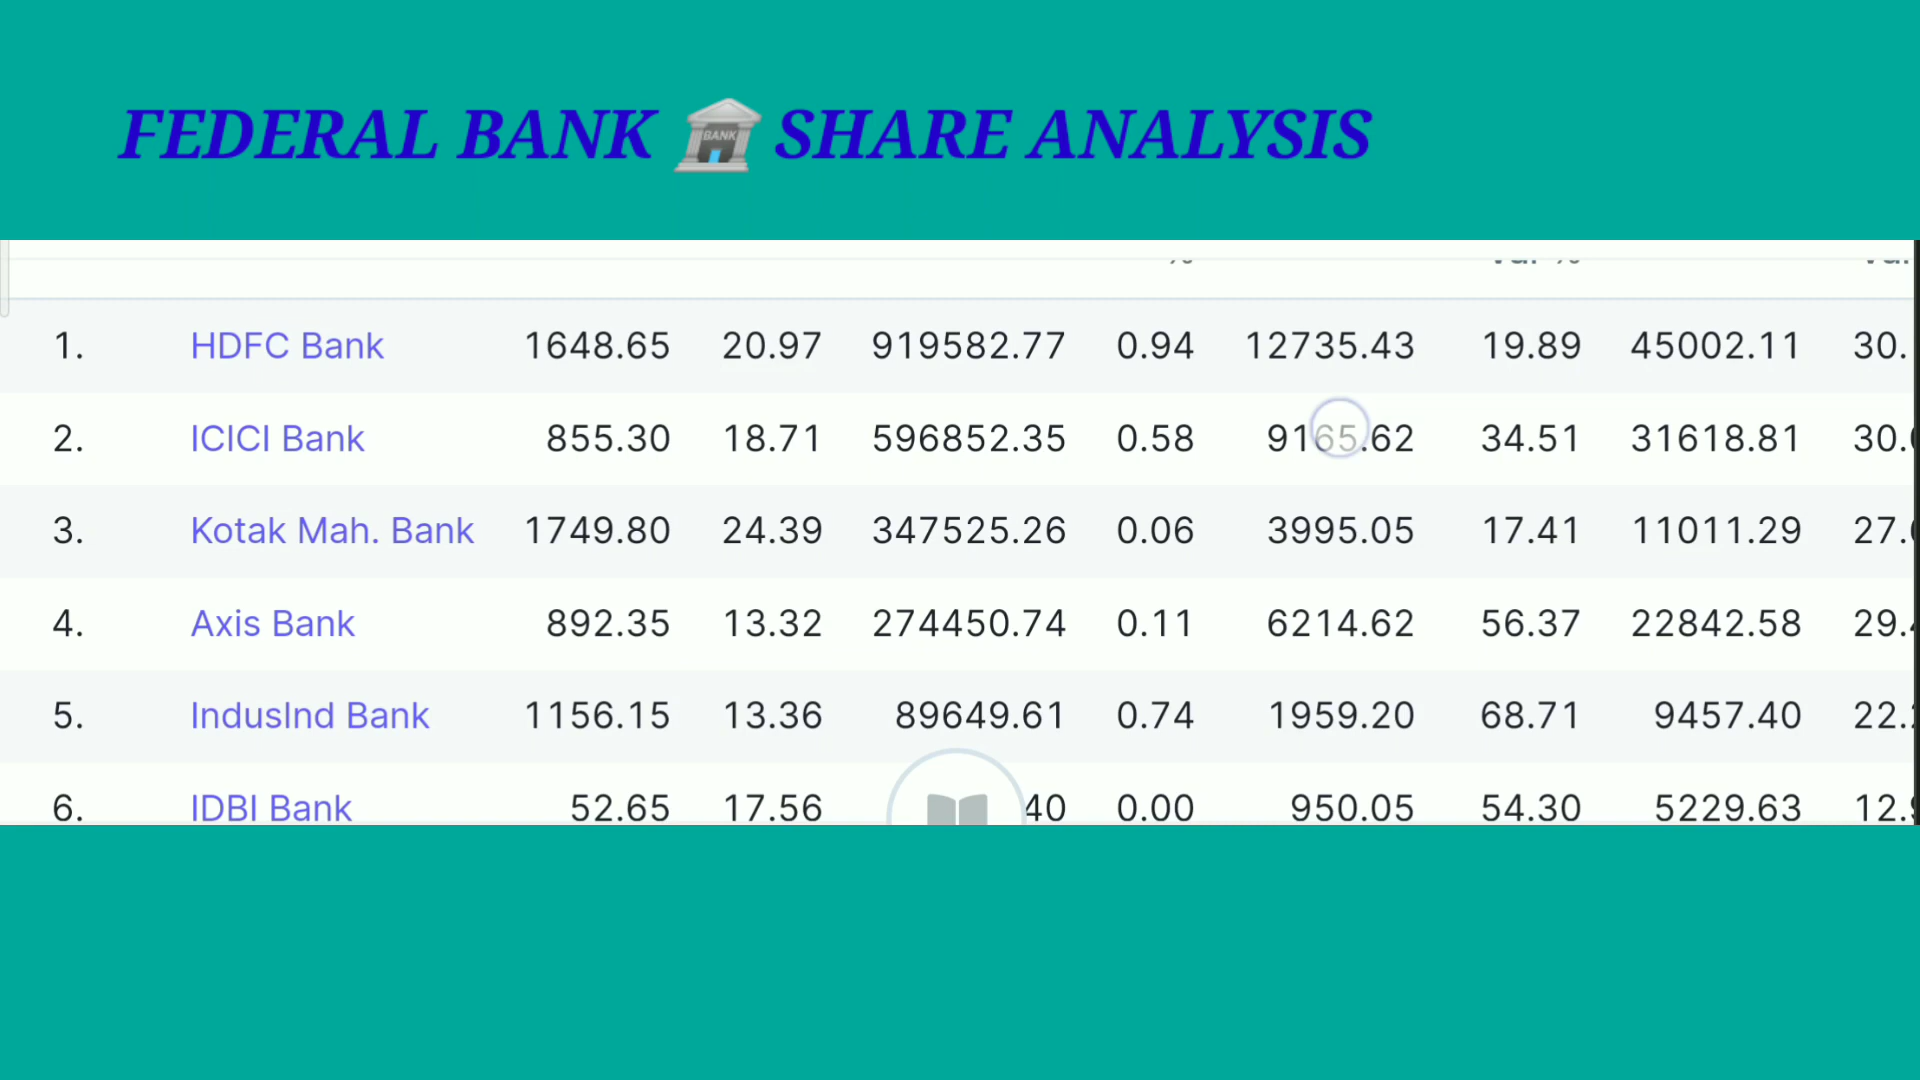 FEDERAL BANK BANK SHARE ANALYSIS
%
1. HDFC Bank 1648.65 20.97 919582.77 0.94 12735.43 19.89 45002.11 30.
2. ICICI Bank 855.30 18.71 596852.35 0.58 9165.62 34.51 31618.81 30.
3. Kotak Mah. Bank 1749.80 24.39 347525.26 0.06 3995.05 17.41 11011.29 27.
4. Axis Bank 892.35 13.32 274450.74 0.11 6214.62 56.37 22842.58 29.
5. IndusInd Bank 1156.15 13.36 89649.61 0.74 1959.20 68.71 9457.40 22.
6. IDBI Bank 52.65 17.56 40 0.00 950.05 54.30 5229.63 12.